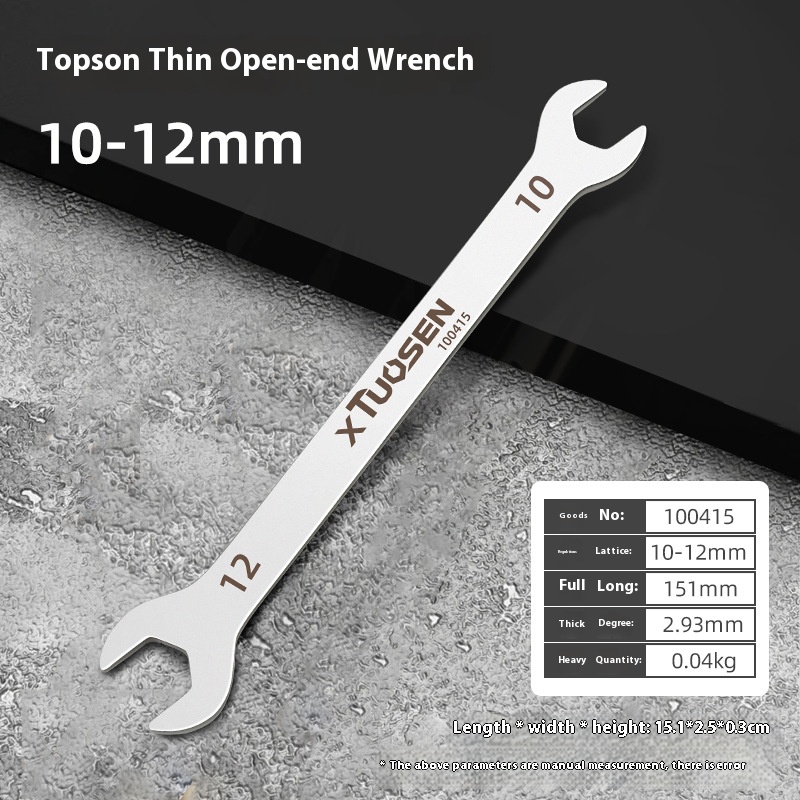 Topson Thin Open-end Wrench
10-12mm
10
XTUOSEN
100415
12
Goods No: 100415
Lattice: 10-12mm
Full Long: 151mm
Thick Degree: 2.93mm
Heavy Quantity: 0.04kg
Length * width * height: 15.1*2.5*0.3cm
* The above parameters are manual measurement, there is error